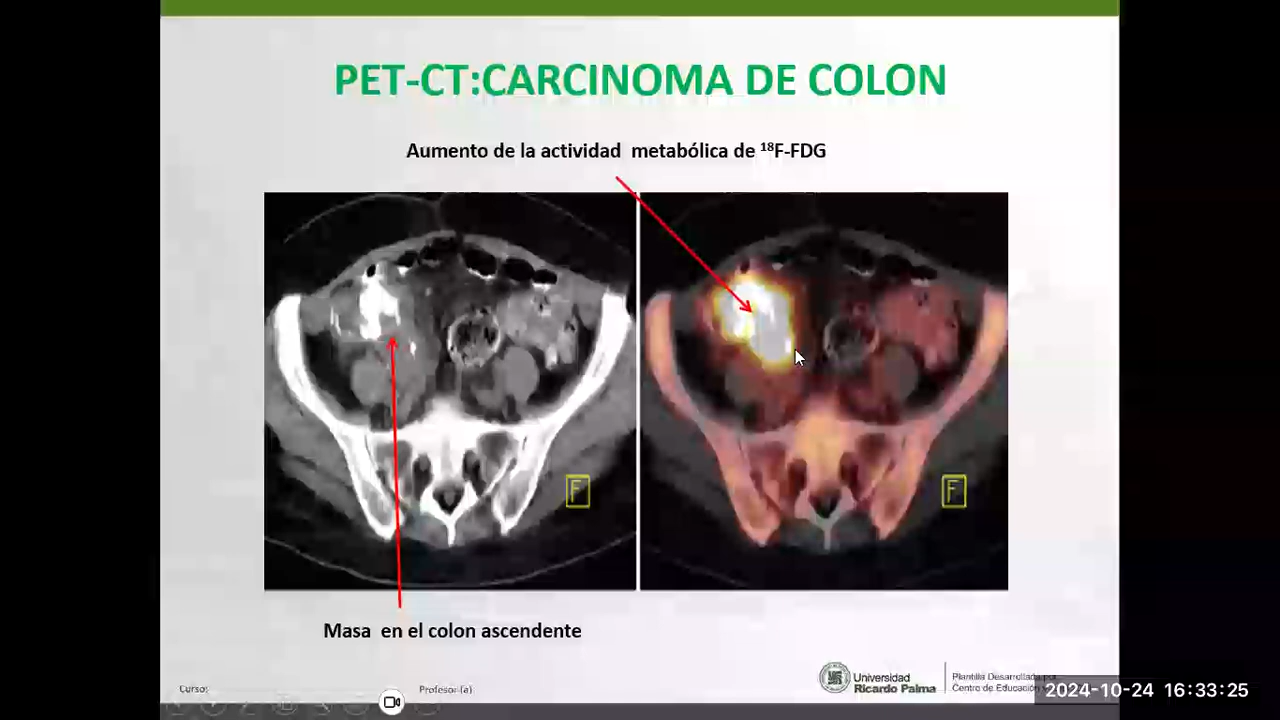 PET-CT:CARCINOMA DE COLON
Aumento de la actividad metabólica de ¹⁸F-FDG
F
F
Masa en el colon ascendente
Curso:
Profesor(a)
Universidad
Ricardo Palma
Plantilla Desarrollada por
Centro de Educación
2024-10-24 16:33:25